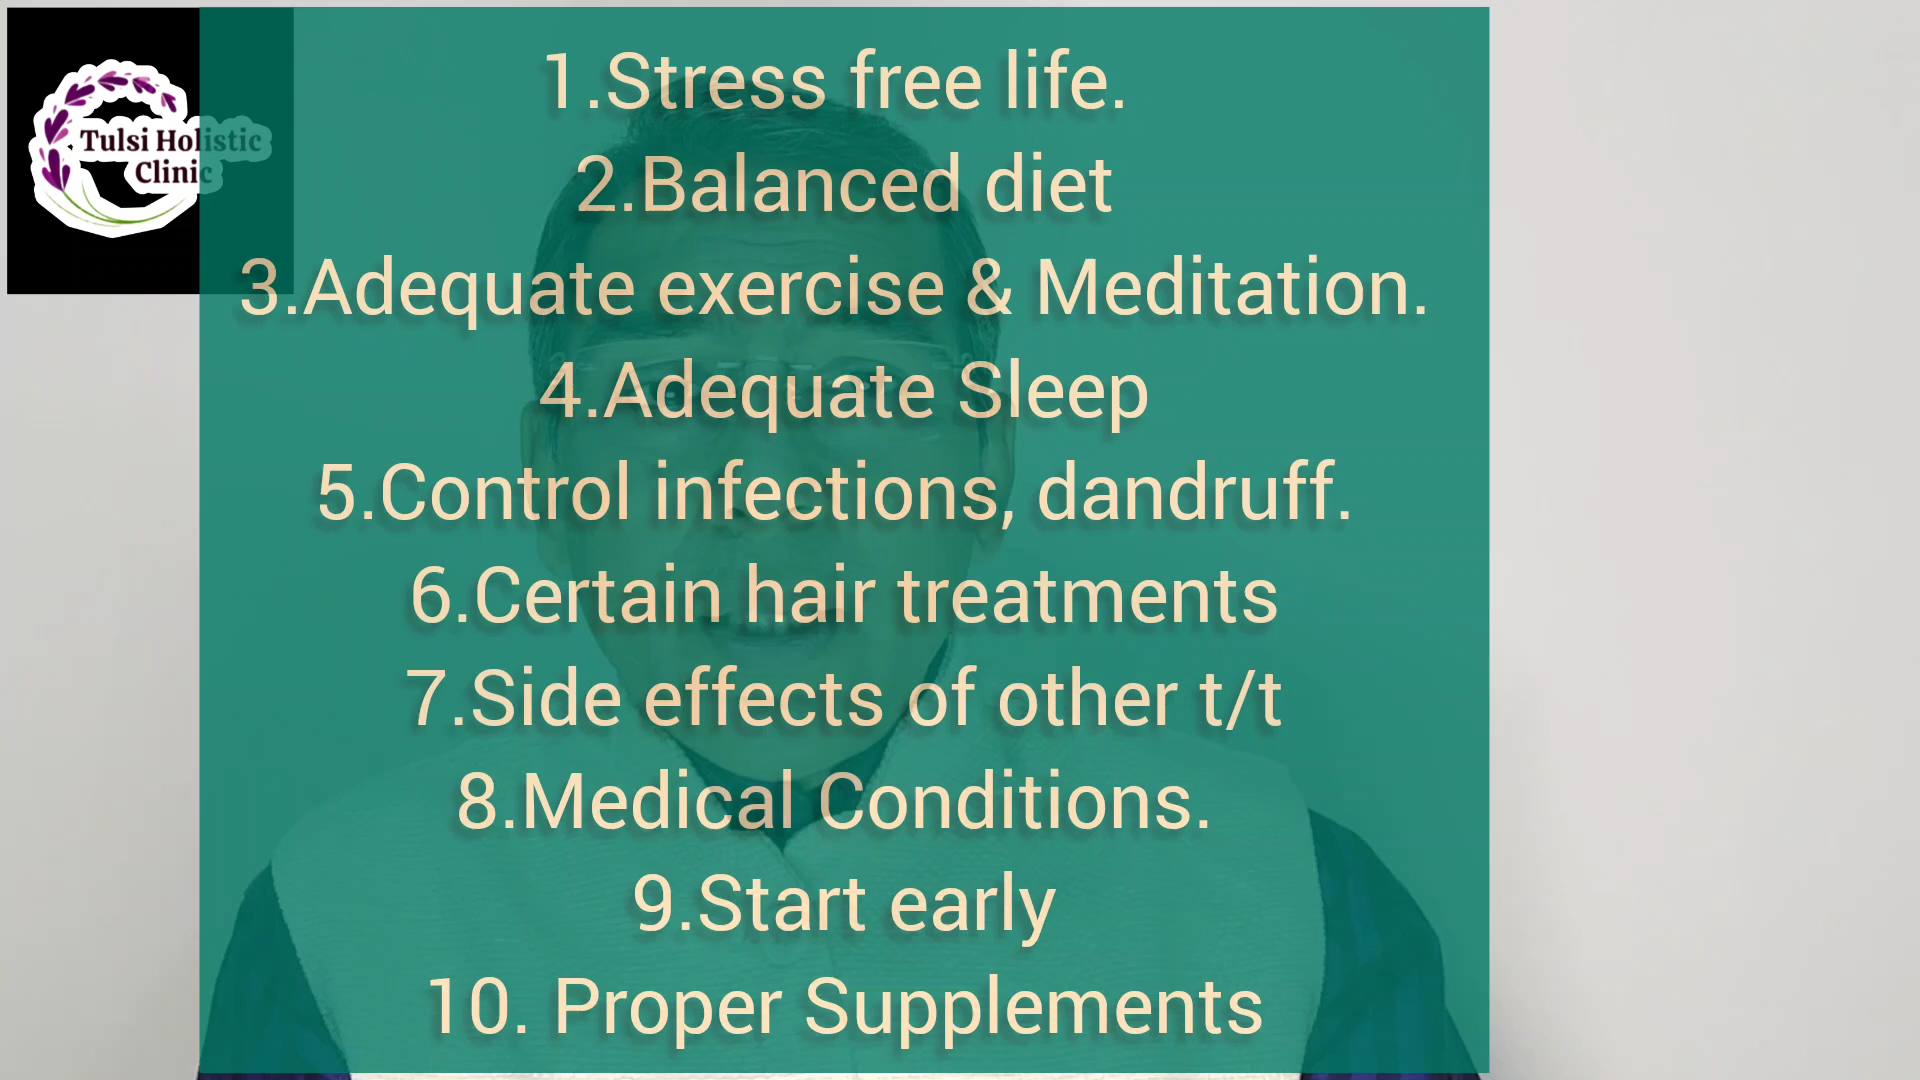 Tulsi Holistic
Clinic
1.Stress free life.
2.Balanced diet
3.Adequate exercise & Meditation.
4.Adequate Sleep
5.Control infections, dandruff.
6.Certain hair treatments
7.Side effects of other t/t
8.Medical Conditions.
9.Start early
10. Proper Supplements